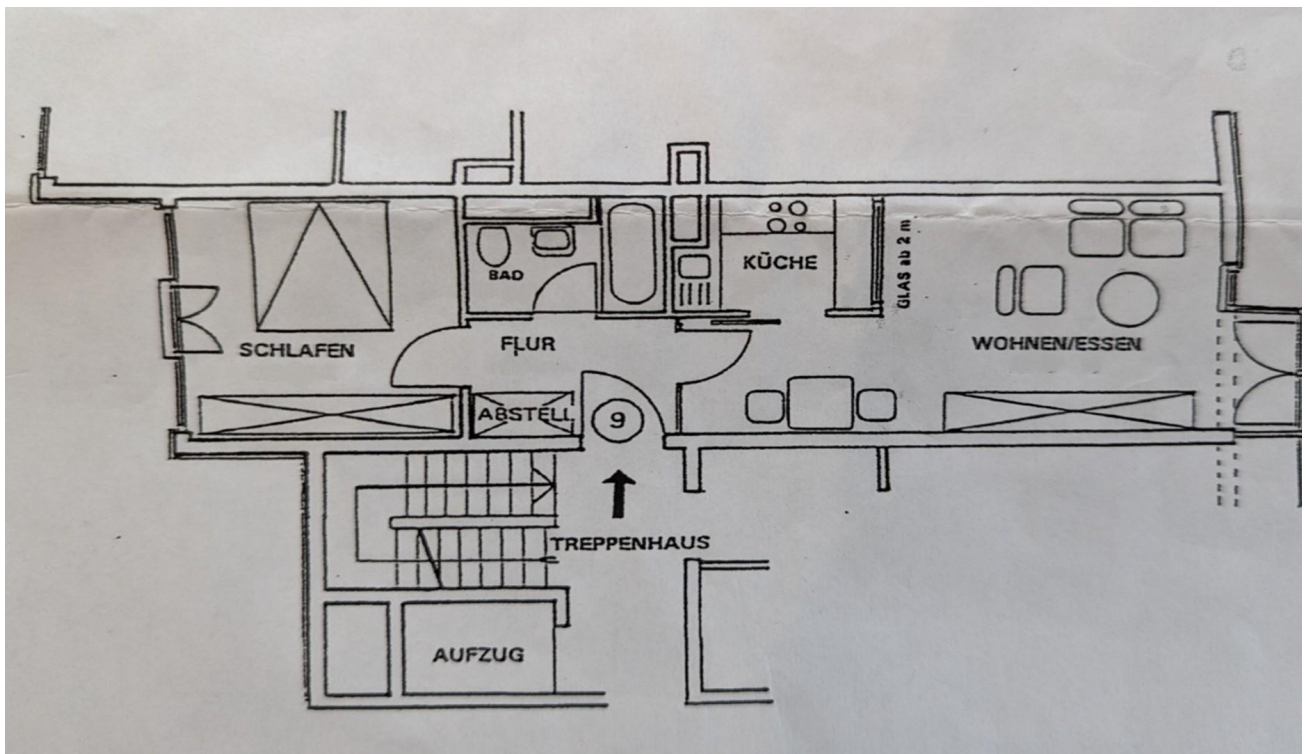 BAD
KÜCHE
GLAS ab 2 m
SCHLAFEN
FLUR
WOHNEN/ESSEN
ABSTELL
9
TREPPENHAUS
AUFZUG